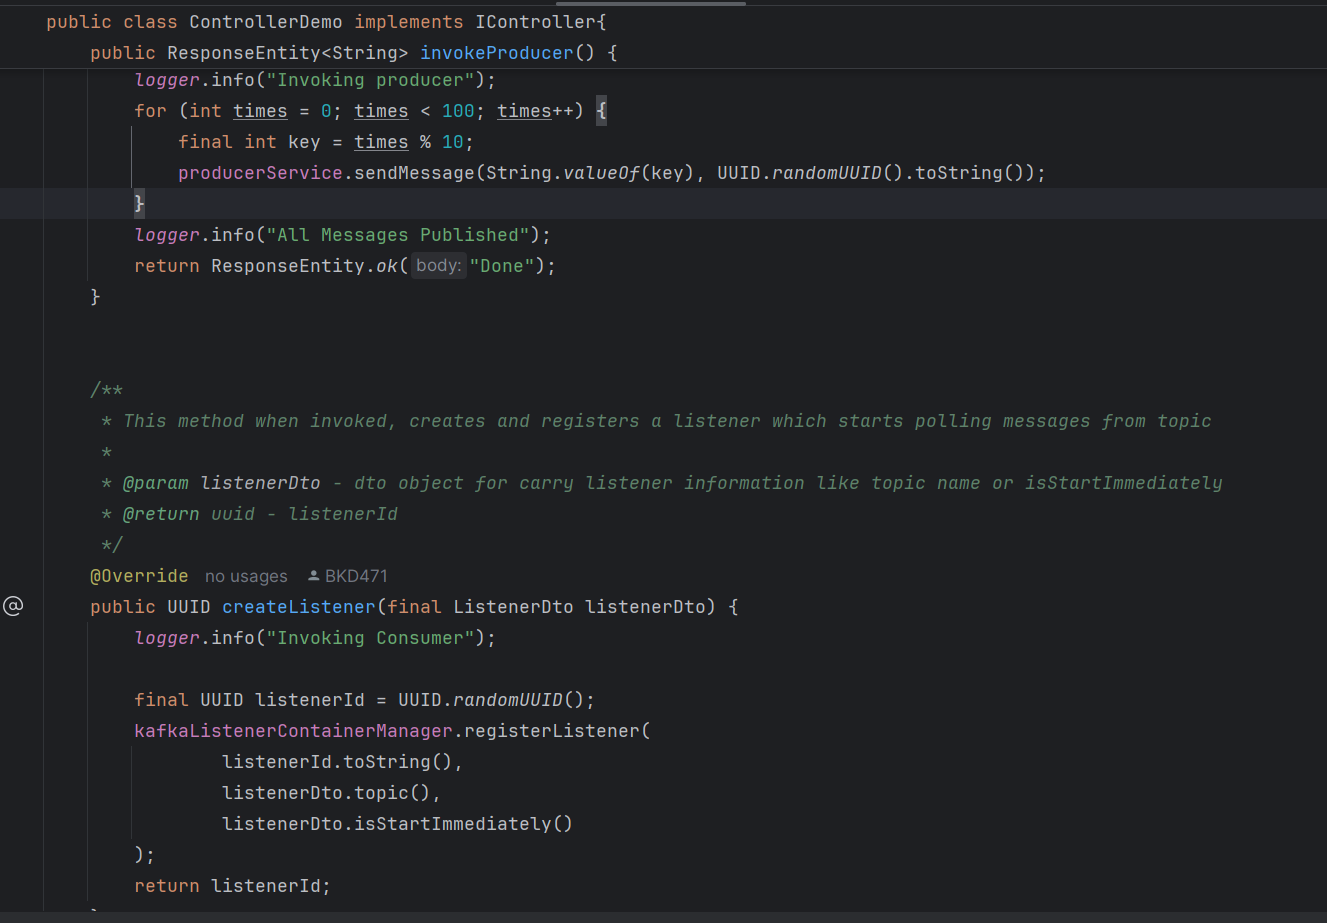 public class ControllerDemo implements IController{
public ResponseEntity<String> invokeProducer() {
logger.info("Invoking producer");
for (int times = 0; times < 100; times++) {
final int key = times % 10;
producerService.sendMessage(String.valueOf(key), UUID.randomUUID().toString());
}
logger.info("All Messages Published");
return ResponseEntity.ok( body: "Done");
}
/**
* This method when invoked, creates and registers a listener which starts polling messages from topic
*
* @param listenerDto - dto object for carry listener information like topic name or isStartImmediately
* @return uuid - listenerId
*/
@Override no usages BKD471
public UUID createListener(final ListenerDto listenerDto) {
logger.info("Invoking Consumer");
final UUID listenerId = UUID.randomUUID();
kafkaListenerContainerManager.registerListener(
listenerId.toString(),
listenerDto.topic(),
listenerDto.isStartImmediately()
);
return listenerId;